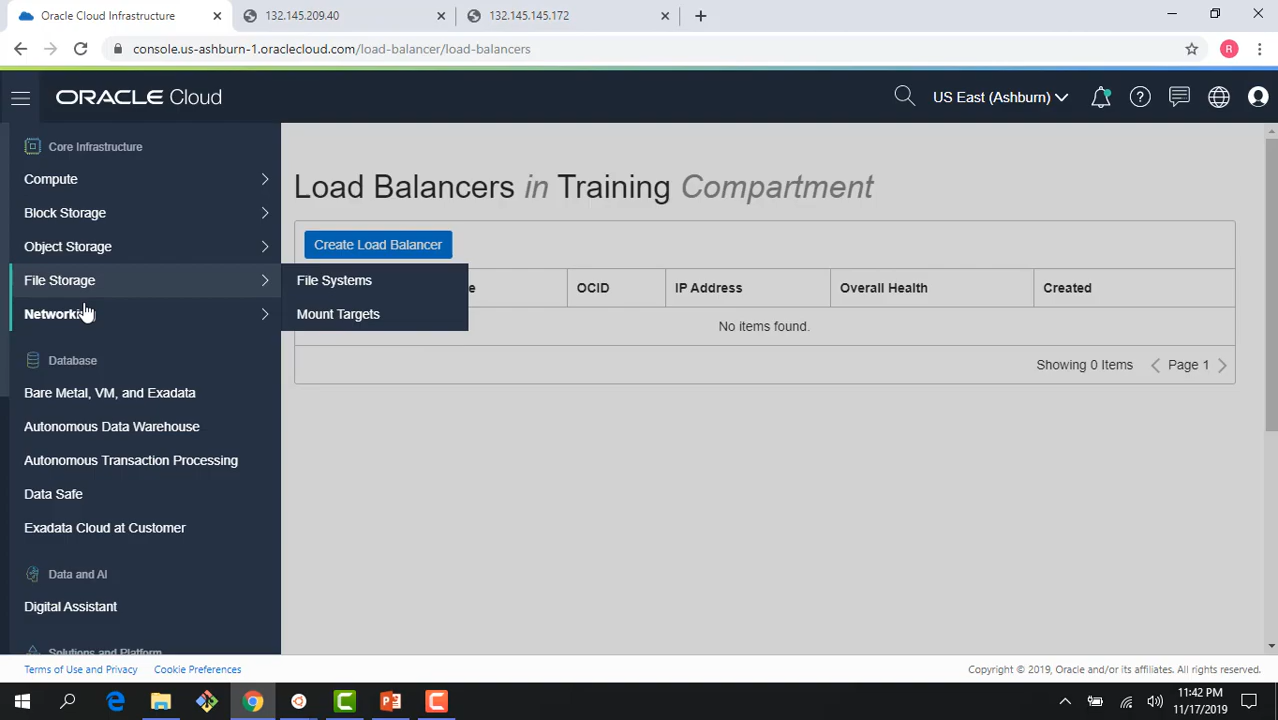 Oracle Cloud Infrastructure
132.145.209.40
132.145.145.172
console.us-ashburn-1.oraclecloud.com/load-balancer/load-balancers
R
ORACLE Cloud
US East (Ashburn)
Core Infrastructure
Compute
Block Storage
Object Storage
File Storage
Networking
Database
Bare Metal, VM, and Exadata
Autonomous Data Warehouse
Autonomous Transaction Processing
Data Safe
Exadata Cloud at Customer
Data and AI
Digital Assistant
Solutions and Platform
File Systems
Mount Targets
Load Balancers in Training Compartment
Create Load Balancer
OCID
IP Address
Overall Health
Created
No items found.
Showing 0 Items
Page 1
Terms of Use and Privacy
Cookie Preferences
Copyright © 2019, Oracle and/or its affiliates. All rights reserved.
11:42 PM
11/17/2019